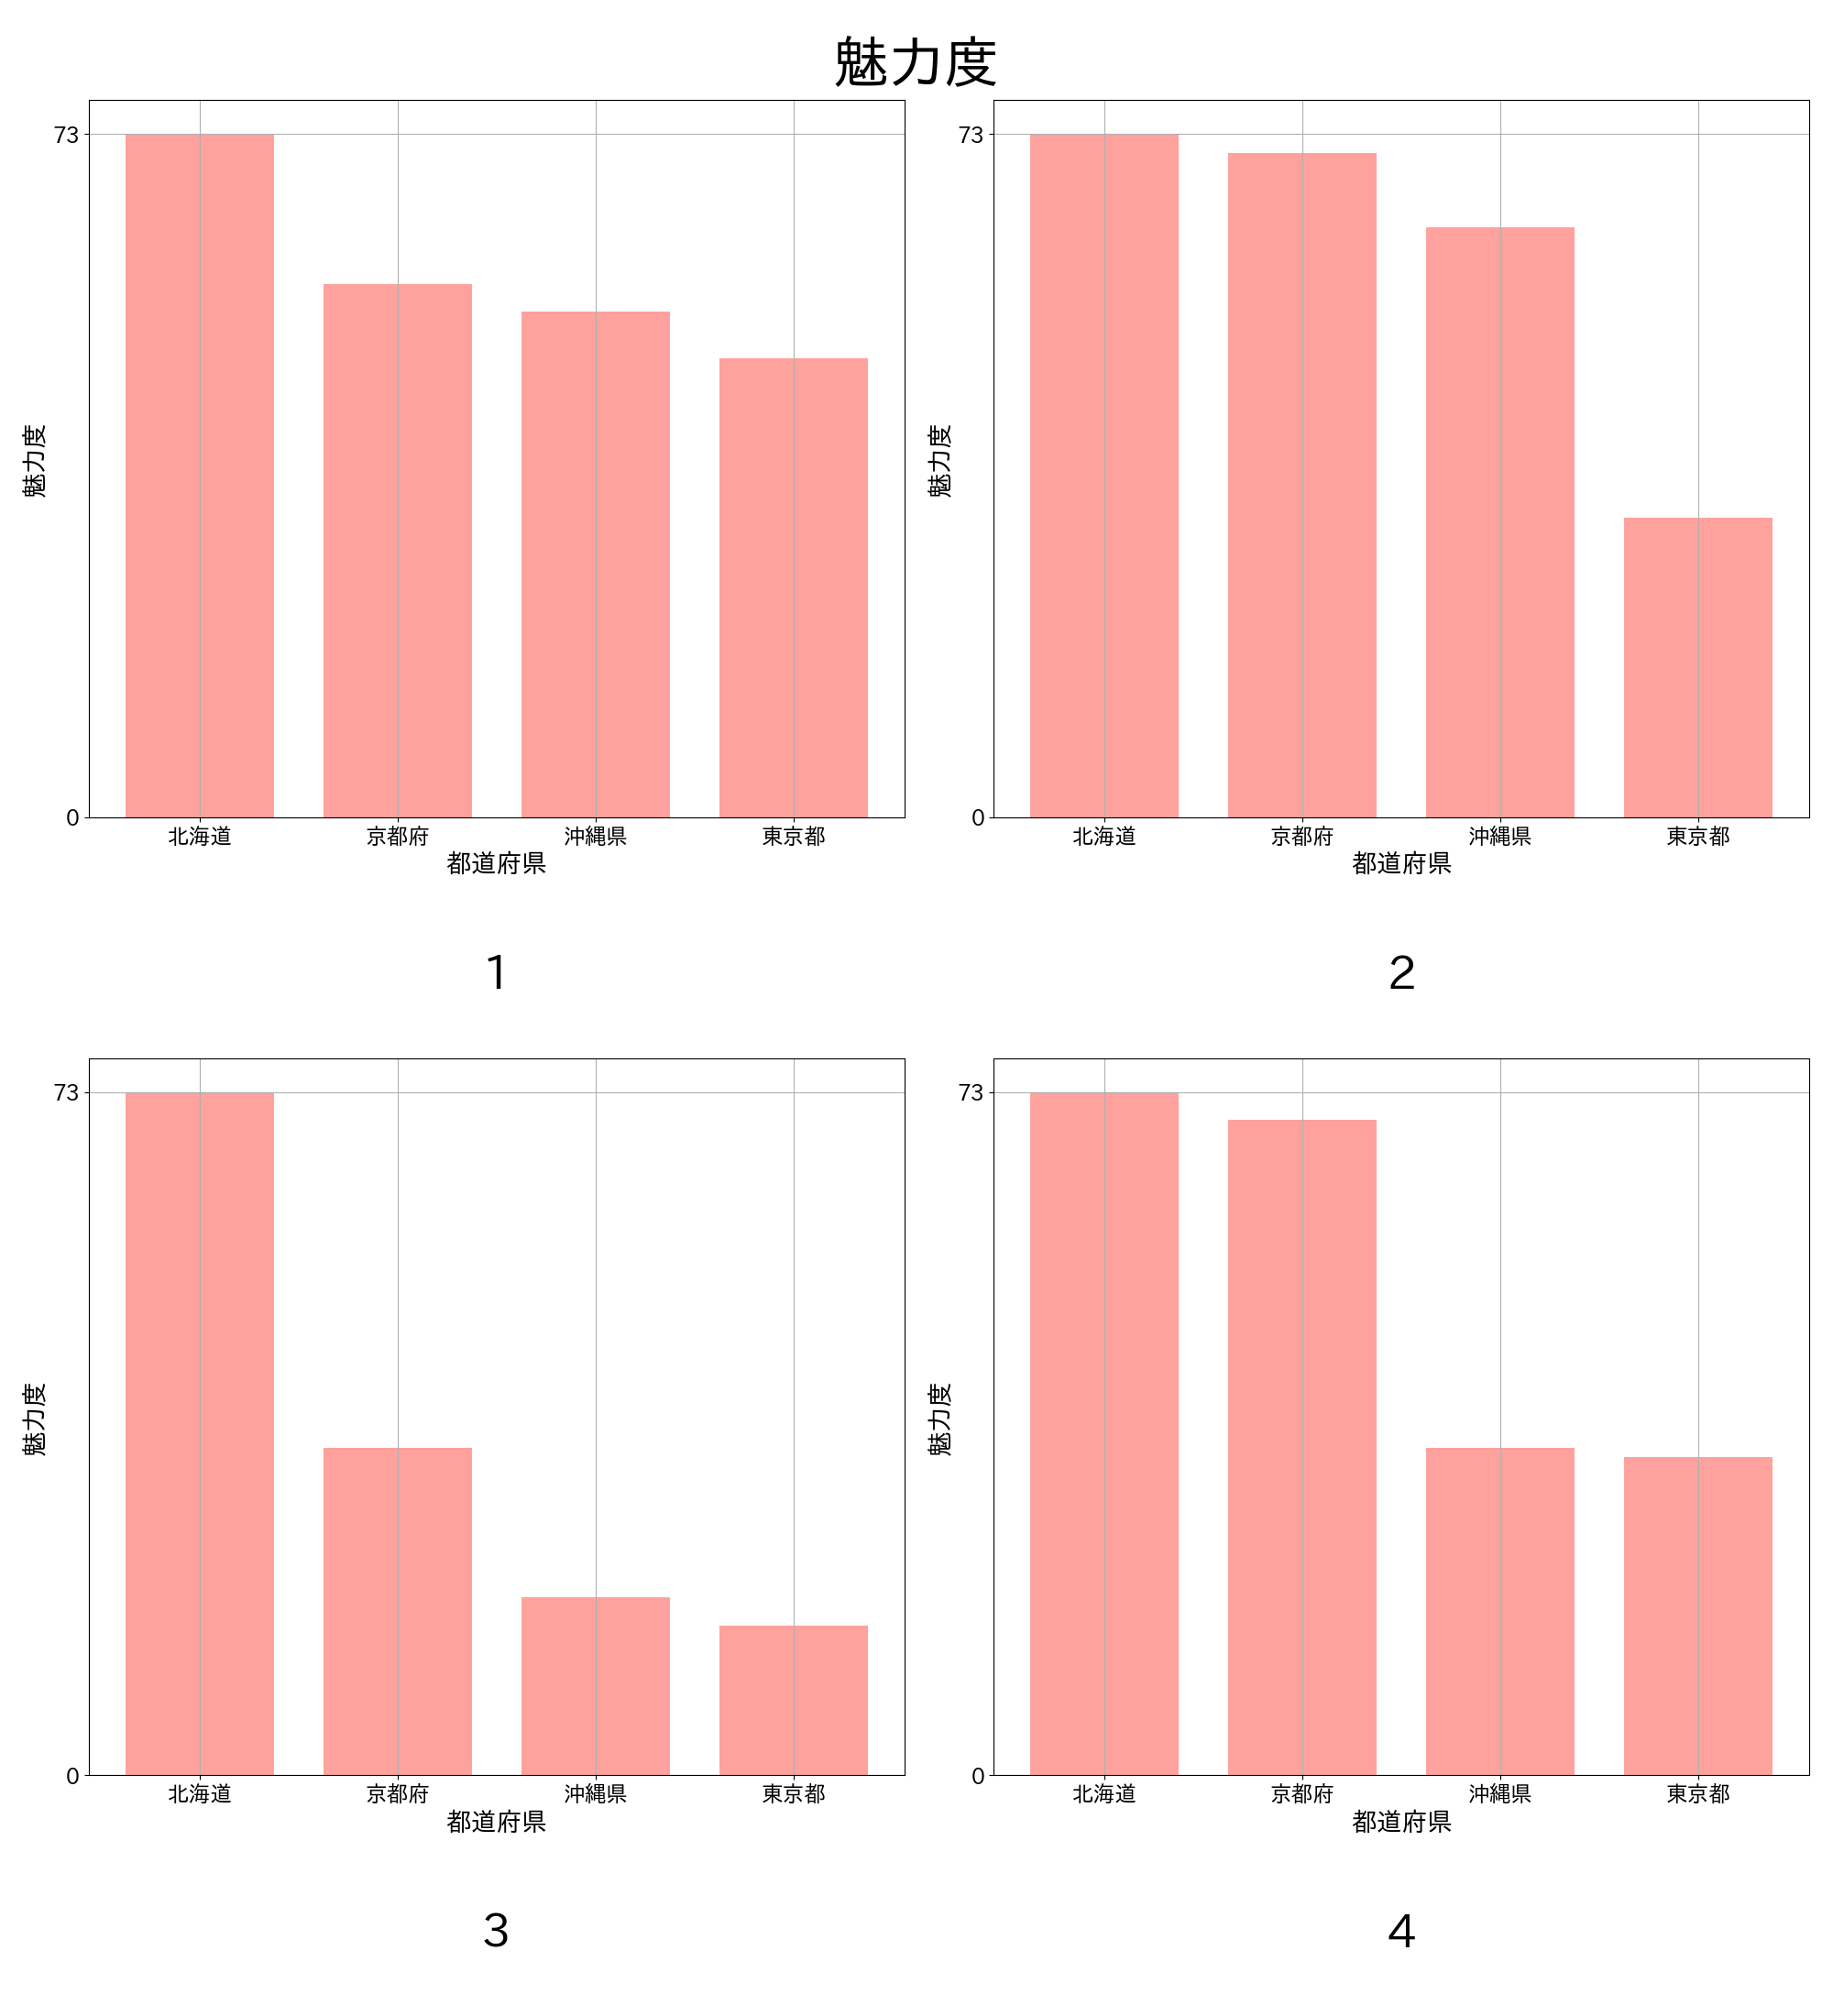 魅力度
73
魅力度
0
北海道 京都府 沖縄県 東京都
都道府県
1
73
魅力度
0
北海道 京都府 沖縄県 東京都
都道府県
2
73
魅力度
0
北海道 京都府 沖縄県 東京都
都道府県
3
73
魅力度
0
北海道 京都府 沖縄県 東京都
都道府県
4